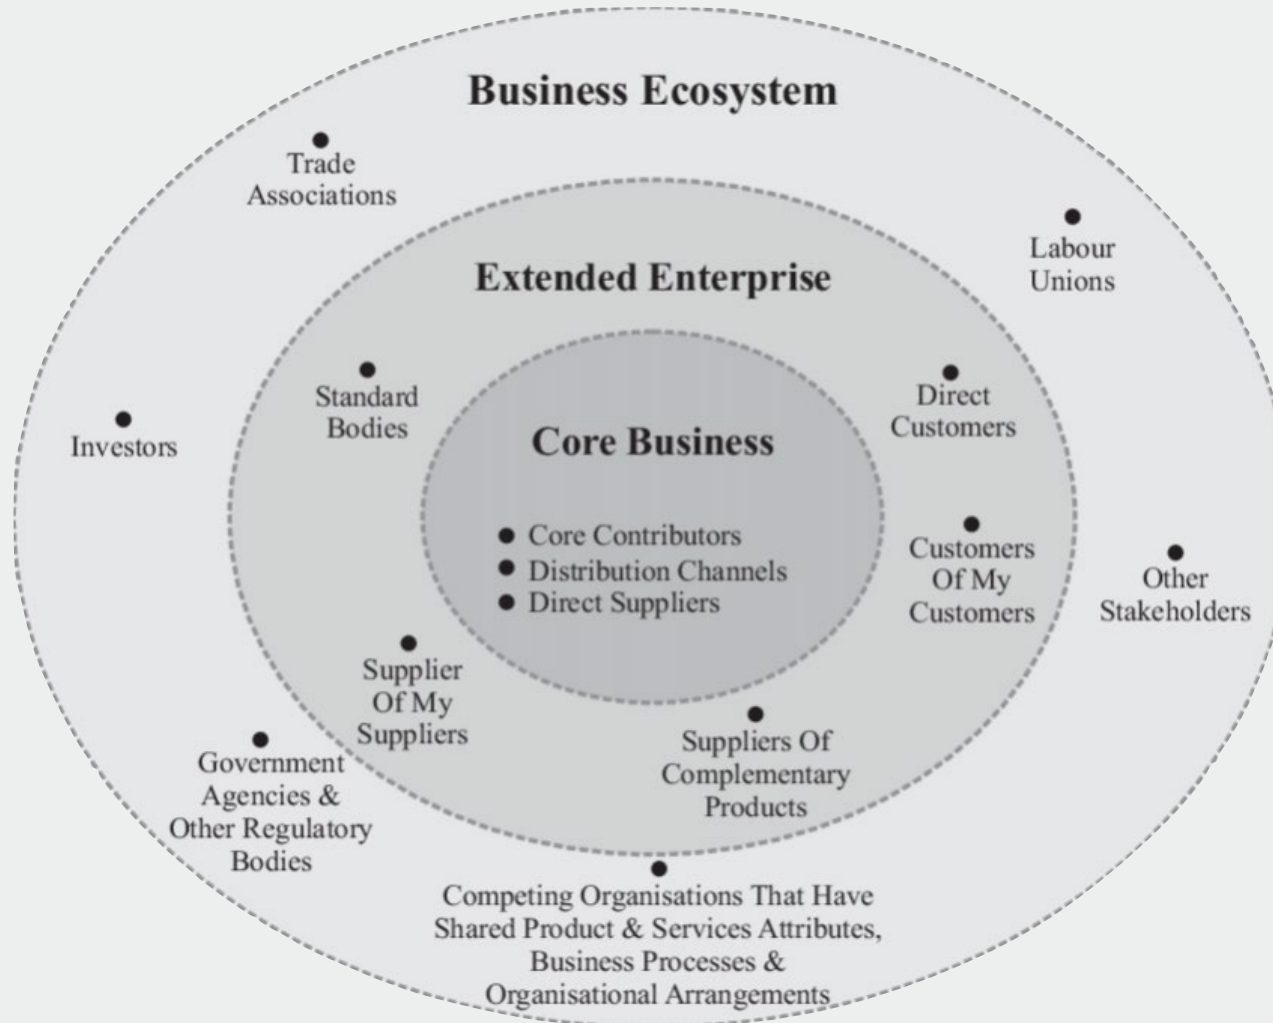 Business Ecosystem
Trade
Associations
Labour
Unions
Extended Enterprise
Standard
Bodies
Direct
Customers
Investors
Core Business
Core Contributors
Distribution Channels
Direct Suppliers
Customers
Of My
Customers
Other
Stakeholders
Supplier
Of My
Suppliers
Suppliers Of
Complementary
Products
Government
Agencies &
Other Regulatory
Bodies
Competing Organisations That Have
Shared Product & Services Attributes,
Business Processes &
Organisational Arrangements